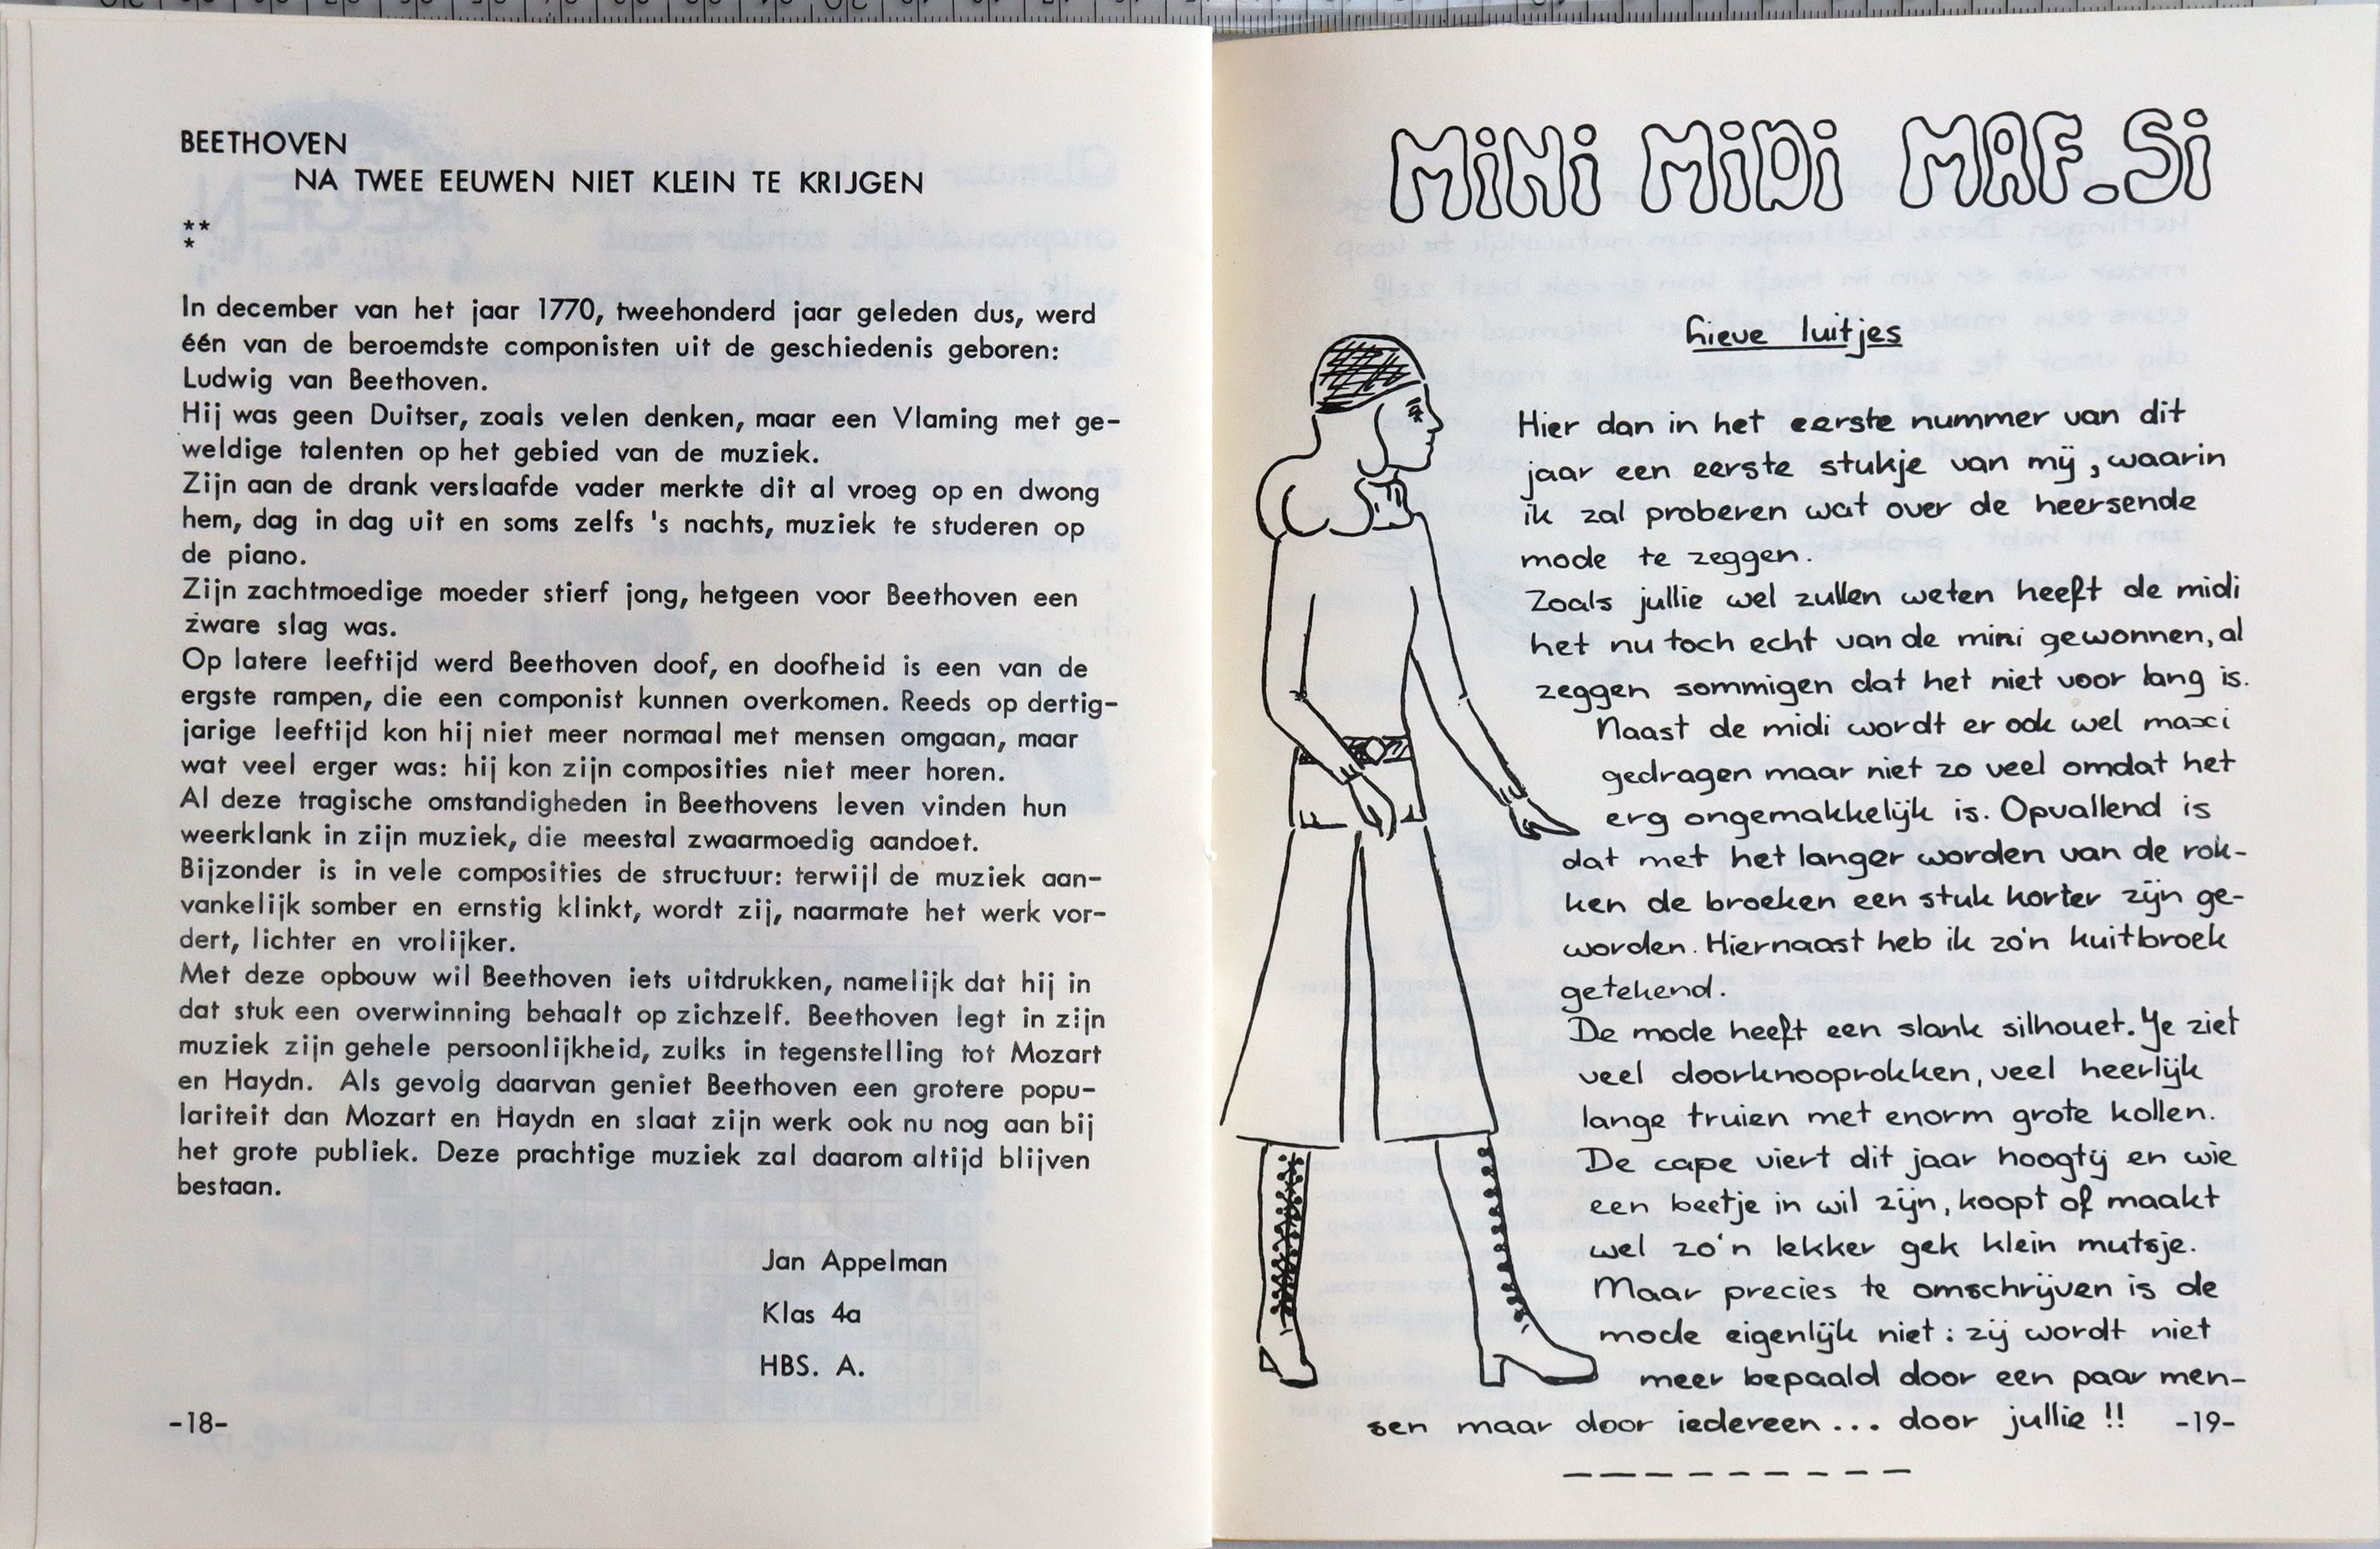 BEETHOVEN
NA TWEE EEUWEN NIET KLEIN TE KRIJGEN
**
*
In december van het jaar 1770, tweehonderd jaar geleden dus, werd
één van de beroemdste componisten uit de geschiedenis geboren:
Ludwig van Beethoven.
Hij was geen Duitser, zoals velen denken, maar een Vlaming met ge-
weldige talenten op het gebied van de muziek.
Zijn aan de drank verslaafde vader merkte dit al vroeg op en dwong
hem, dag in dag uit en soms zelfs 's nachts, muziek te studeren op
de piano.
Zijn zachtmoedige moeder stierf jong, hetgeen voor Beethoven een
zware slag was.
Op latere leeftijd werd Beethoven doof, en doofheid is een van de
ergste rampen, die een componist kunnen overkomen. Reeds op dertig-
jarige leeftijd kon hij niet meer normaal met mensen omgaan, maar
wat veel erger was: hij kon zijn composities niet meer horen.
Al deze tragische omstandigheden in Beethovens leven vinden hun
weerklank in zijn muziek, die meestal zwaarmoedig aandoet.
Bijzonder is in vele composities de structuur: terwijl de muziek aan-
vankelijk somber en ernstig klinkt, wordt zij, naarmate het werk vor-
dert, lichter en vrolijker.
Met deze opbouw wil Beethoven iets uitdrukken, namelijk dat hij in
dat stuk een overwinning behaalt op zichzelf. Beethoven legt in zijn
muziek zijn gehele persoonlijkheid, zulks in tegenstelling tot Mozart
en Haydn. Als gevolg daarvan geniet Beethoven een grotere popu-
lariteit dan Mozart en Haydn en slaat zijn werk ook nu nog aan bij
het grote publiek. Deze prachtige muziek zal daarom altijd blijven
bestaan.
Jan Appelman
Klas 4a
HBS. A.
-18-
MiNi MiDi MAF-Si
Lieve luitjes
Hier dan in het eerste nummer van dit
jaar een eerste stukje van mij, waarin
ik zal proberen wat over de heersende
mode te zeggen.
Zoals jullie wel zullen weten heeft de midi
het nu toch echt van de mini gewonnen, al
zeggen sommigen dat het niet voor lang is.
Naast de midi wordt er ook wel maxi
gedragen maar niet zo veel omdat het
erg ongemakkelijk is. Opvallend is
dat met het langer worden van de rok-
ken de broeken een stuk korter zijn ge-
worden. Hiernaast heb ik zo'n kuitbroek
getekend.
De mode heeft een slank silhouet. Je ziet
veel doorknooprokken, veel heerlijk
lange truien met enorm grote kollen.
De cape viert dit jaar hoogtij en wie
een beetje in wil zijn, koopt of maakt
wel zo'n lekker gek klein mutsje.
Maar precies te omschrijven is de
mode eigenlijk niet: zij wordt niet
meer bepaald door een paar men-
sen maar door iedereen... door jullie !!
-19-